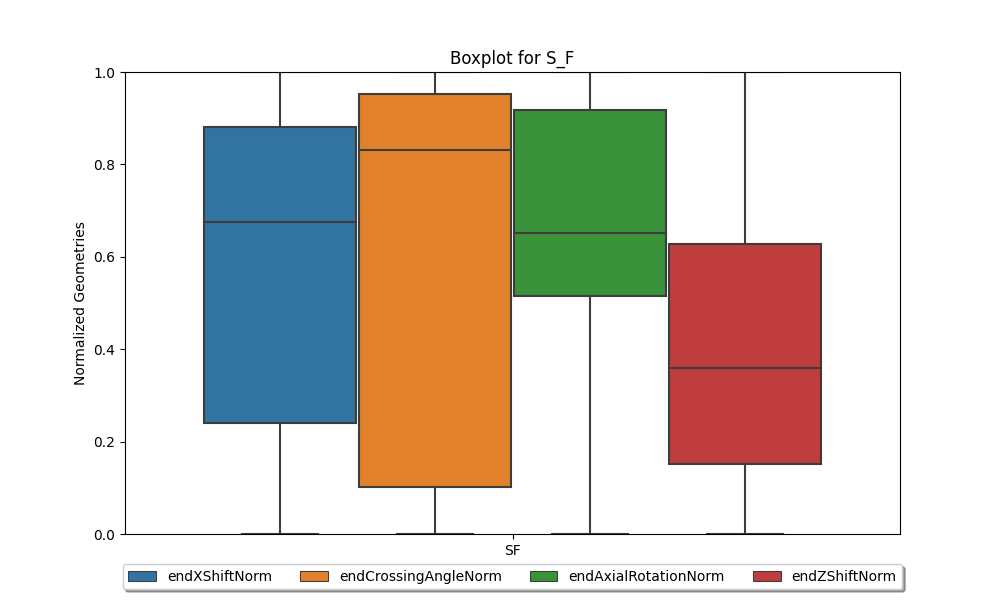 Boxplot for S_F
1.0
0.8
0.6
0.4
0.2
0.0
Normalized Geometries
SF
endXShiftNorm endCrossingAngleNorm endAxialRotationNorm endZShiftNorm